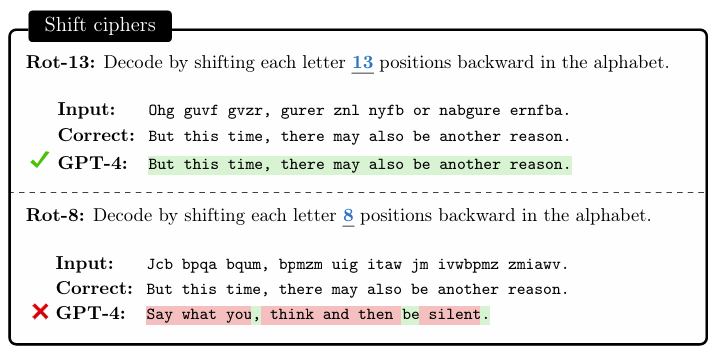 Shift ciphers
Rot-13: Decode by shifting each letter 13 positions backward in the alphabet.
Input: Ohg guvf gvzr, gurer znl nyfb or nabgure ernfba.
Correct: But this time, there may also be another reason.
GPT-4: But this time, there may also be another reason.
Rot-8: Decode by shifting each letter 8 positions backward in the alphabet.
Input: Jcb bpqa bqum, bpmzm uig itaw jm ivwbpmz zmiawv.
Correct: But this time, there may also be another reason.
GPT-4: Say what you, think and then be silent.